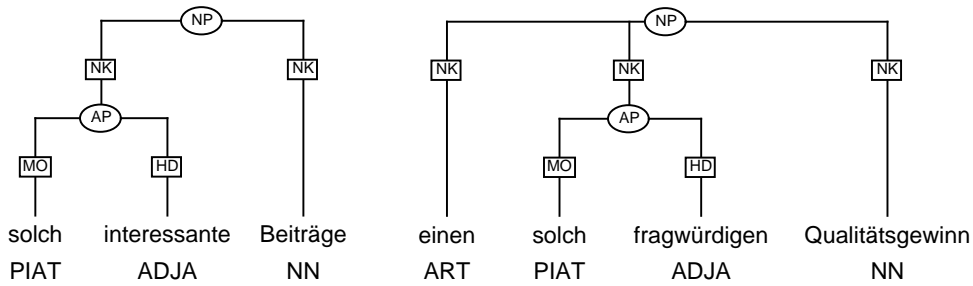 NP NP
NK NK NK NK NK
AP AP
MO HD MO HD
solch interessante Beiträge einen solch fragwürdigen Qualitätsgewinn
PIAT ADJA NN ART PIAT ADJA NN